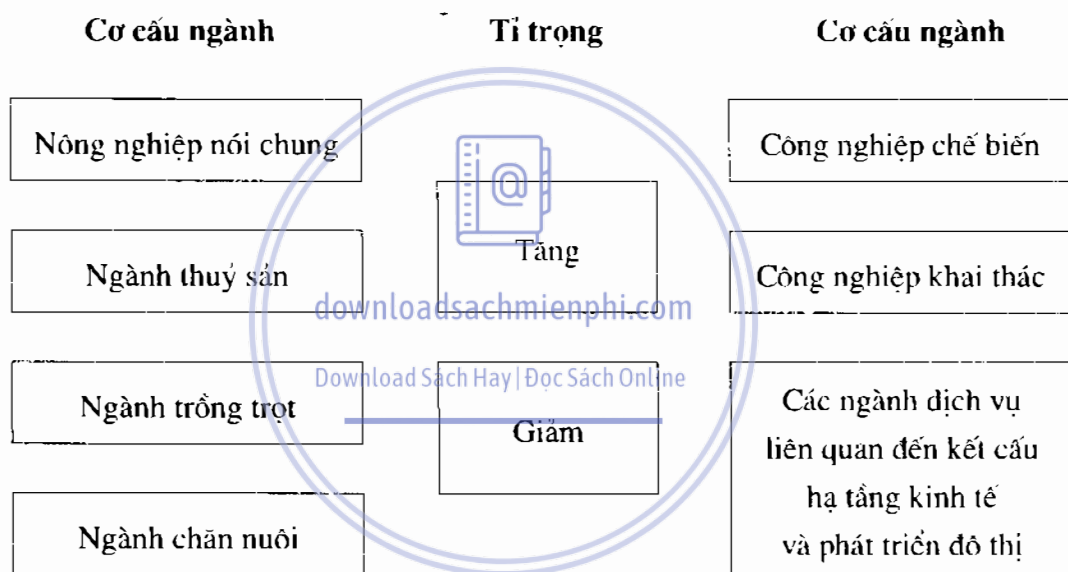 Cơ cấu ngành
Tỉ trọng
Cơ cấu ngành
Nông nghiệp nói chung
Công nghiệp chế biến
Ngành thuỷ sản
Tăng
Công nghiệp khai thác
downloadsachmienphi.com
Download Sách Hay | Đọc Sách Online
Ngành trồng trọt
Giảm
Các ngành dịch vụ
liên quan đến kết cấu
hạ tầng kinh tế
và phát triển đô thị
Ngành chăn nuôi